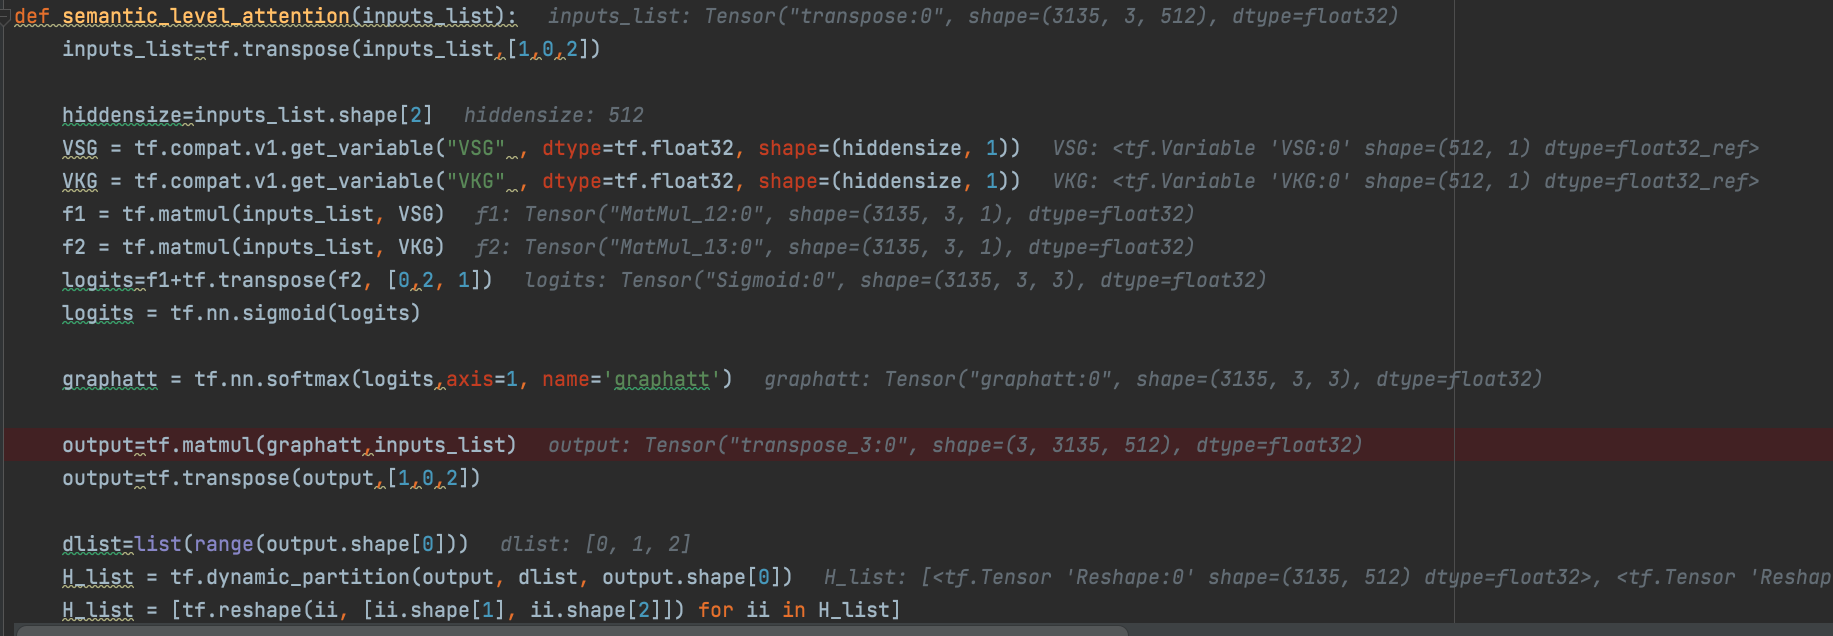 def semantic_level_attention(inputs_list):   inputs_list: Tensor("transpose:0", shape=(3135, 3, 512), dtype=float32)
    inputs_list=tf.transpose(inputs_list,[1,0,2])
    hiddensize=inputs_list.shape[2]   hiddensize: 512
    VSG = tf.compat.v1.get_variable("VSG" , dtype=tf.float32, shape=(hiddensize, 1))   VSG: <tf.Variable 'VSG:0' shape=(512, 1) dtype=float32_ref>
    VKG = tf.compat.v1.get_variable("VKG" , dtype=tf.float32, shape=(hiddensize, 1))   VKG: <tf.Variable 'VKG:0' shape=(512, 1) dtype=float32_ref>
    f1 = tf.matmul(inputs_list, VSG)   f1: Tensor("MatMul_12:0", shape=(3135, 3, 1), dtype=float32)
    f2 = tf.matmul(inputs_list, VKG)   f2: Tensor("MatMul_13:0", shape=(3135, 3, 1), dtype=float32)
    logits=f1+tf.transpose(f2, [0,2, 1])   logits: Tensor("Sigmoid:0", shape=(3135, 3, 3), dtype=float32)
    logits = tf.nn.sigmoid(logits)
    graphatt = tf.nn.softmax(logits,axis=1, name='graphatt')   graphatt: Tensor("graphatt:0", shape=(3135, 3, 3), dtype=float32)
    output=tf.matmul(graphatt,inputs_list)   output: Tensor("transpose_3:0", shape=(3, 3135, 512), dtype=float32)
    output=tf.transpose(output,[1,0,2])
    dlist=list(range(output.shape[0]))   dlist: [0, 1, 2]
    H_list = tf.dynamic_partition(output, dlist, output.shape[0])   H_list: [<tf.Tensor 'Reshape:0' shape=(3135, 512) dtype=float32>, <tf.Tensor 'Reshap
    H_list = [tf.reshape(ii, [ii.shape[1], ii.shape[2]]) for ii in H_list]